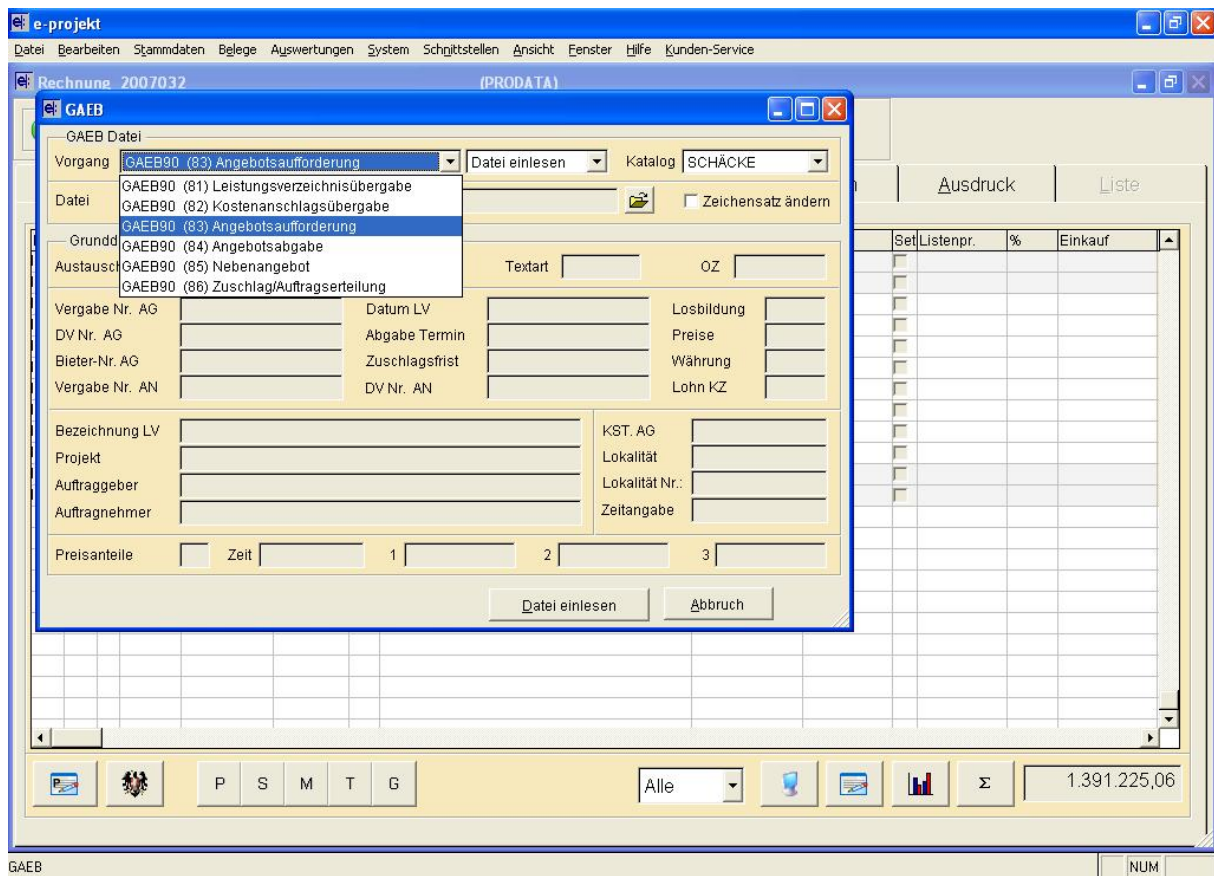 e-projekt
Datei Bearbeiten Stammdaten Belege Auswertungen System Schnittstellen Ansicht Fenster Hilfe Kunden-Service
Rechnung 2007032 (PRODATA)
GAEB
GAEB Datei
Vorgang GAEB90 (83) Angebotsaufforderung Datei einlesen Katalog SCHÄCKE
GAEB90 (81) Leistungsverzeichnisübergabe
GAEB90 (82) Kostenanschlagsübergabe
GAEB90 (83) Angebotsaufforderung
GAEB90 (84) Angebotsabgabe
GAEB90 (85) Nebenangebot
GAEB90 (86) Zuschlag/Auftragserteilung
Datei Zeichensatz ändern
Ausdruck Liste
Grundd
Set Listenpr. % Einkauf
Austausch Textart OZ
Vergabe Nr. AG Datum LV Losbildung
DV Nr. AG Abgabe Termin Preise
Bieter-Nr. AG Zuschlagsfrist Währung
Vergabe Nr. AN DV Nr. AN Lohn KZ
Bezeichnung LV KST. AG
Projekt Lokalität
Auftraggeber Lokalität Nr.:
Auftragnehmer Zeitangabe
Preisanteile Zeit 1 2 3
Datei einlesen Abbruch
P S M T G Alle Σ 1.391.225,06
GAEB NUM